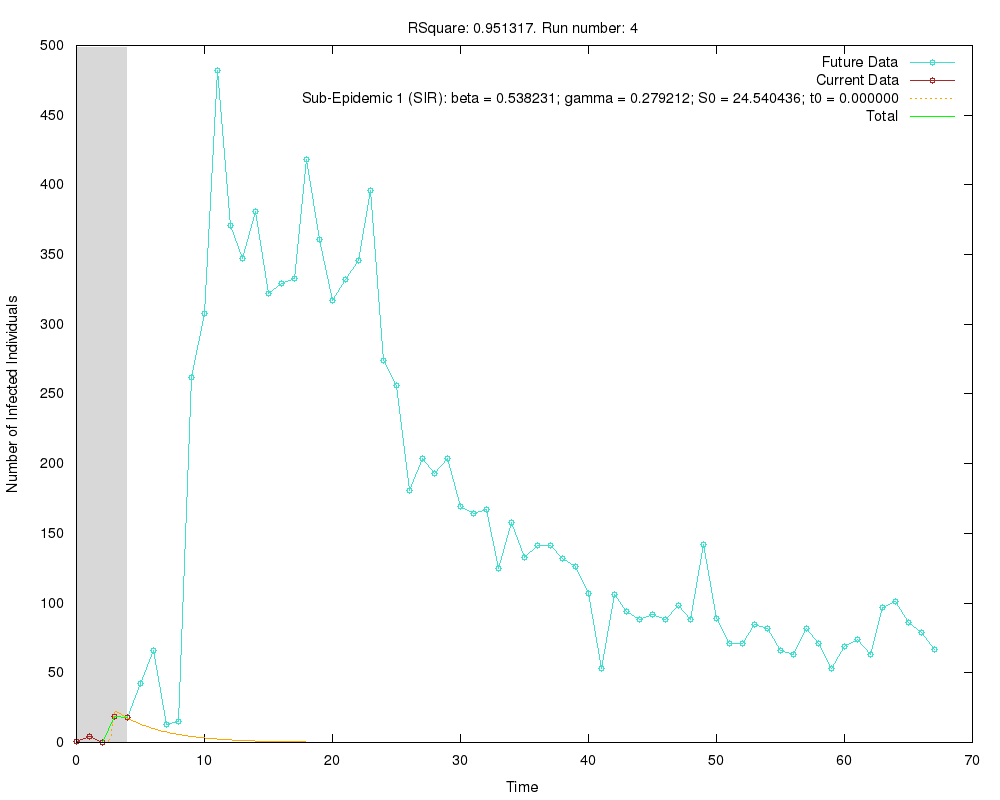 RSquare: 0.951317. Run number: 4
Future Data
Current Data
Sub-Epidemic 1 (SIR): beta = 0.538231; gamma = 0.279212; S0 = 24.540436; t0 = 0.000000
Total
Number of Infected Individuals
500
450
400
350
300
250
200
150
100
50
0
0 10 20 30 40 50 60 70
Time